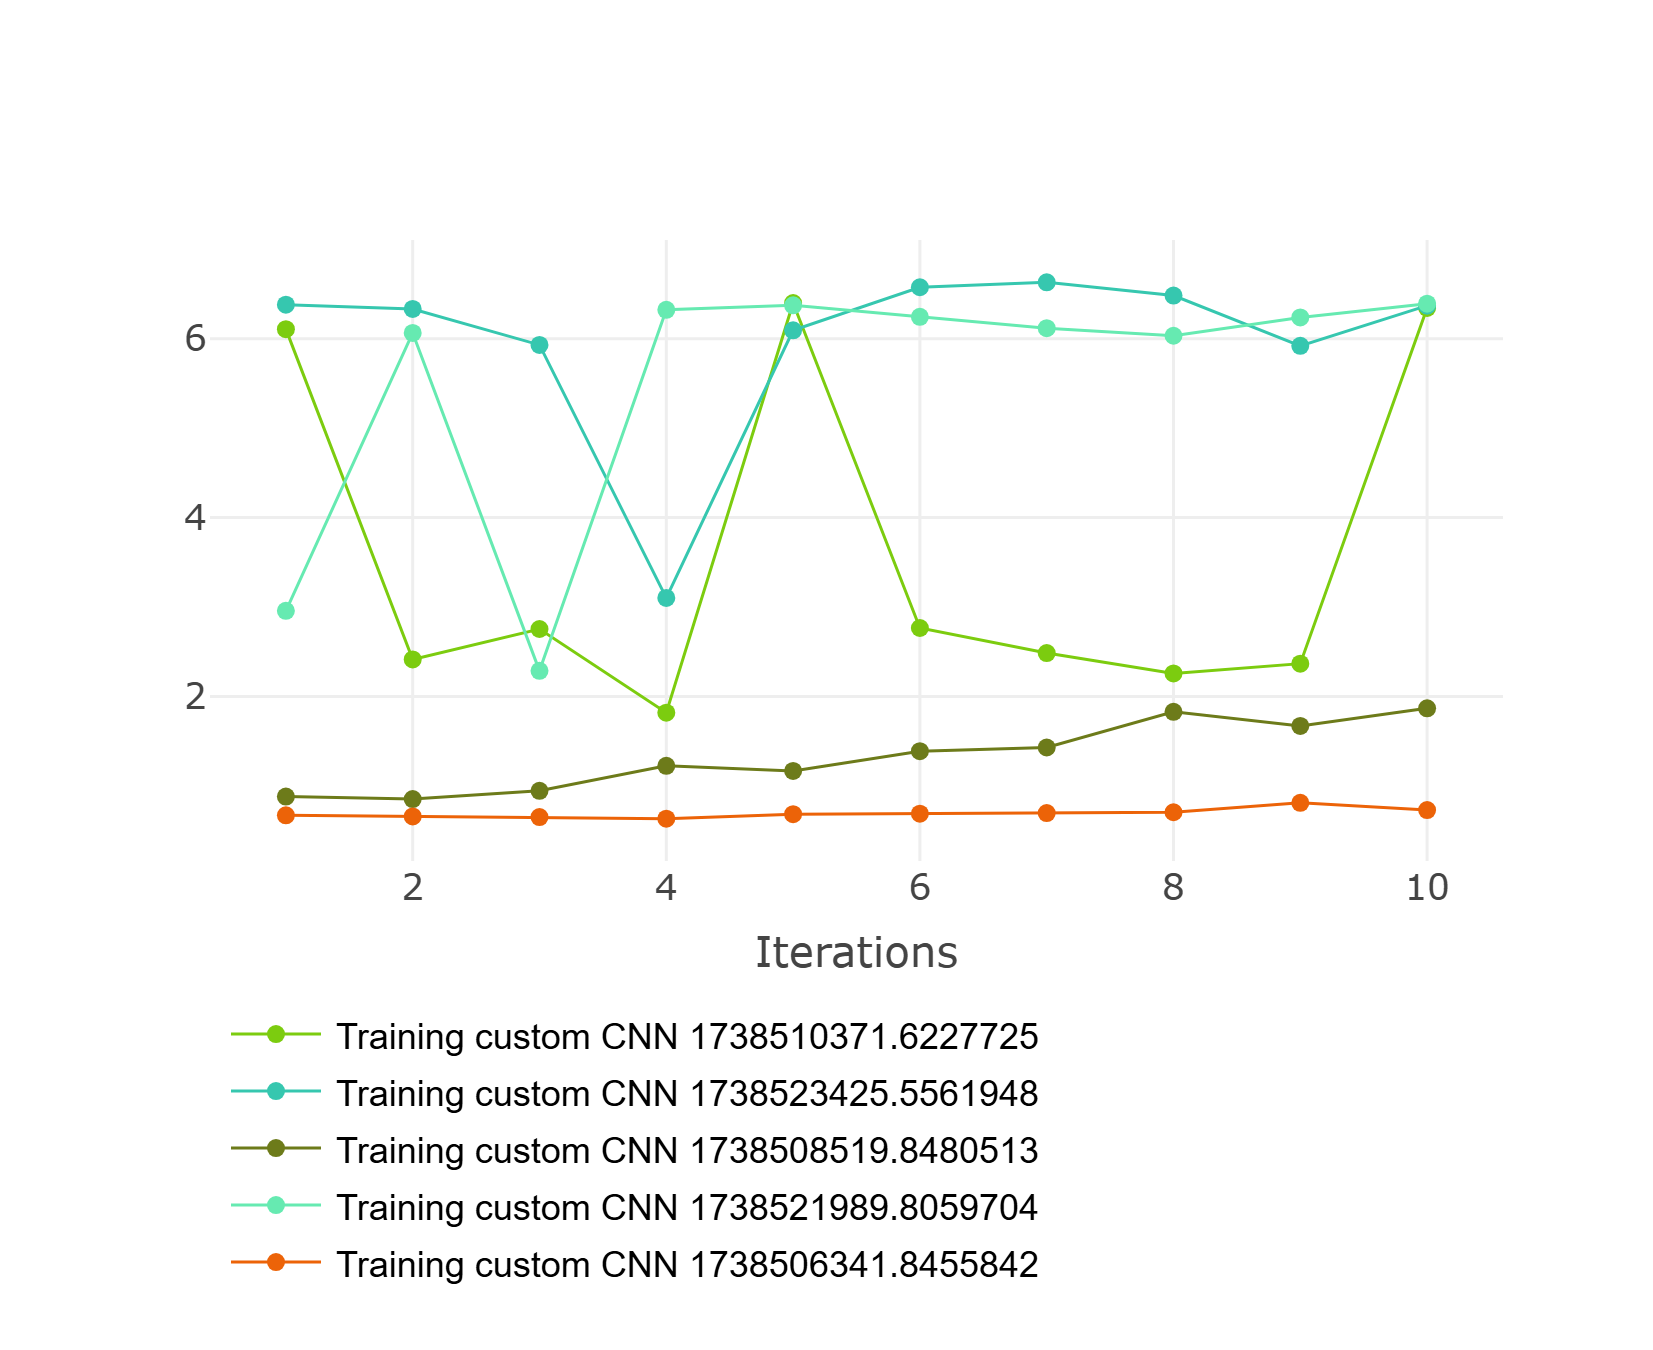 6
4
2
2 4 6 8 10
Iterations
Training custom CNN 1738510371.6227725
Training custom CNN 1738523425.5561948
Training custom CNN 1738508519.8480513
Training custom CNN 1738521989.8059704
Training custom CNN 1738506341.8455842